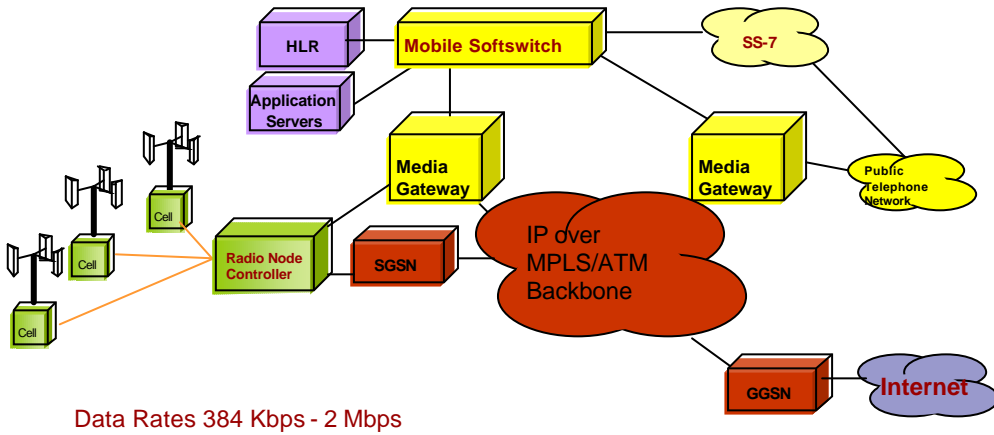 HLR
Mobile Softswitch
SS-7
Application
Servers
Media
Gateway
Media
Gateway
Public
Telephone
Network
Cell
Cell
Cell
Radio Node
Controller
SGSN
IP over
MPLS/ATM
Backbone
GGSN
Internet
Data Rates 384 Kbps - 2 Mbps